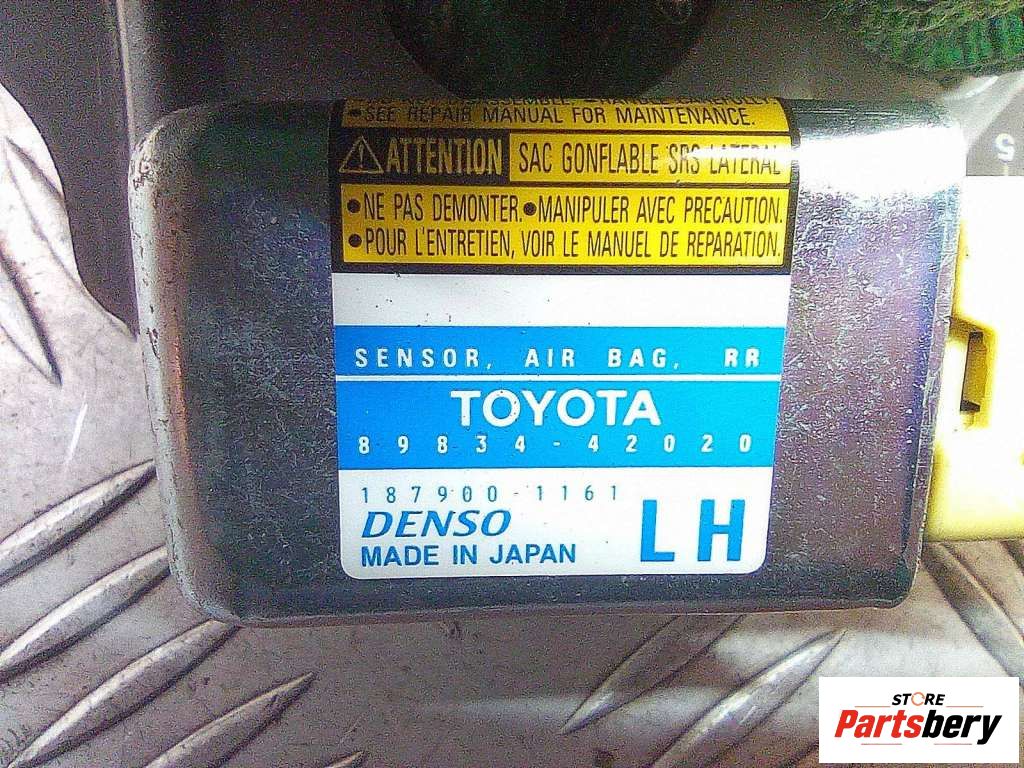 •SEE REPAIR MANUAL FOR MAINTENANCE.
ATTENTION SAC GONFLABLE SRS LATERAL
•NE PAS DEMONTER. •MANIPULER AVEC PRECAUTION.
•POUR L'ENTRETIEN, VOIR LE MANUEL DE REPARATION.
SENSOR, AIR BAG, RR
TOYOTA
89834-42020
187900-1161
DENSO
LH
MADE IN JAPAN
S
STORE
Partsbery